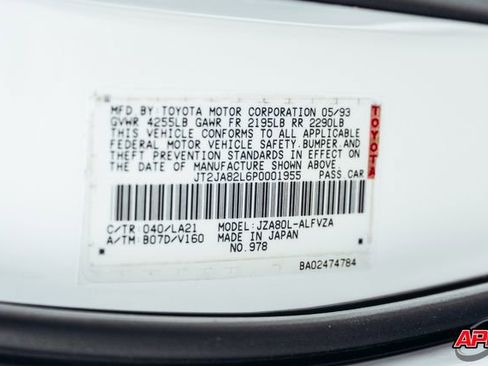 MFD BY: TOYOTA MOTOR CORPORATION 05/93
GVWR 4255LB GAWR FR 2195LB RR 2290LB
THIS VEHICLE CONFORMS TO ALL APPLICABLE
FEDERAL MOTOR VEHICLE SAFETY. BUMPER, AND
THEFT PREVENTION STANDARDS IN EFFECT ON
THE DATE OF MANUFACTURE SHOWN ABOVE.
JT2JA82L6P0001955 PASS CAR
TOYOTA
C/TR 040/LA21 MODEL: JZA80L-ALFVZA
A/TM: B07D/V160 MADE IN JAPAN
NO. 978
BA02474784